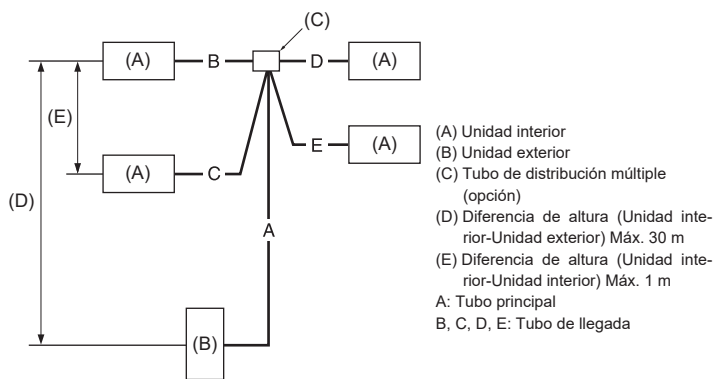 (C)
(A)
B
D
(A)
(E)
(A)
C
E
(A)
(D)
A
(B)
(A) Unidad interior
(B) Unidad exterior
(C) Tubo de distribución múltiple
(opción)
(D) Diferencia de altura (Unidad inte-
rior-Unidad exterior) Máx. 30 m
(E) Diferencia de altura (Unidad inte-
rior-Unidad interior) Máx. 1 m
A: Tubo principal
B, C, D, E: Tubo de llegada